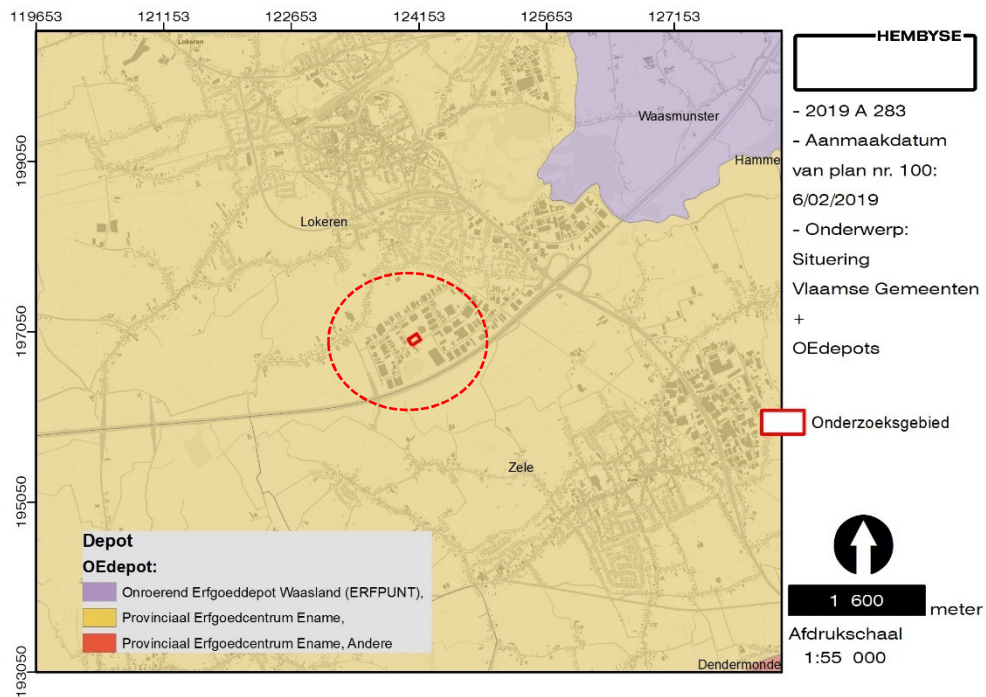 119653 121153 122653 124153 125653 127153
199050
197050
195050
193050
Lokeren
Waasmunster
Hamme
Lokeren
Zele
Zele
Dendermonde
Depot
OEdepot:
Onroerend Erfgoeddepot Waasland (ERFPUNT),
Provinciaal Erfgoedcentrum Ename,
Provinciaal Erfgoedcentrum Ename, Andere
HEMBYSE
- 2019 A 283
- Aanmaakdatum
van plan nr. 100:
6/02/2019
- Onderwerp:
Situering
Vlaamse Gemeenten
+
OEdepots
Onderzoeksgebied
1 600 meter
Afdrukschaal
1:55 000